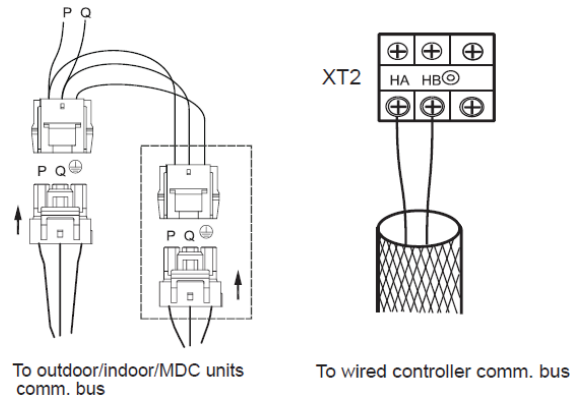 P Q
XT2
HA HB
P Q
P Q
To outdoor/indoor/MDC units
comm. bus
To wired controller comm. bus